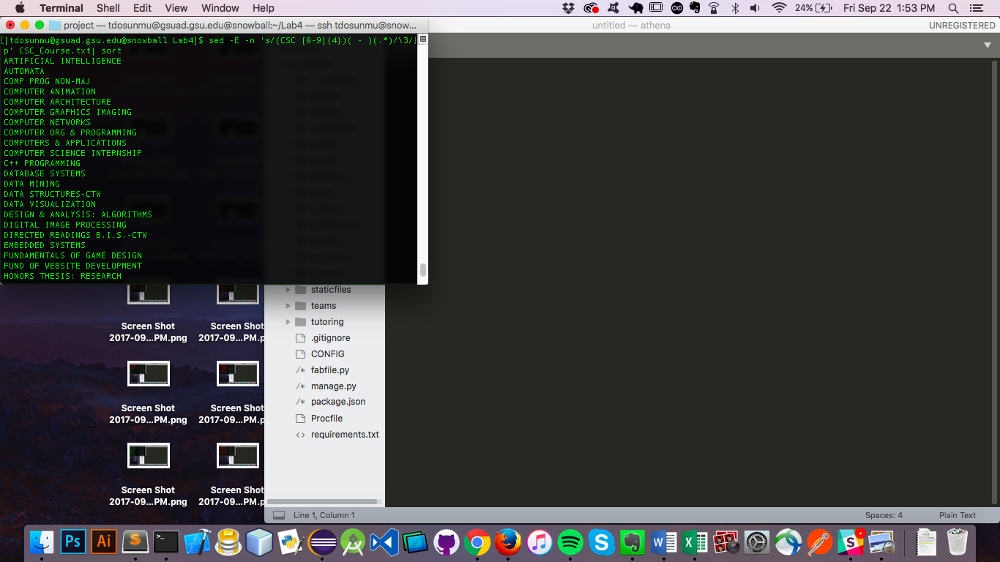 Terminal Shell Edit View Window Help 24% Fri Sep 22 1:53 PM
project — tdosunmu@gsuad.gsu.edu@snowball:~/Lab4 — ssh tdosunmu@snow...
untitled — athena
UNREGISTERED
[[tdosunmu@gsuad.gsu.edu@snowball Lab4]$ sed -E -n 's/(CSC [0-9]{4})( - )(.*)/\3/]
p' CSC_Course.txt| sort
ARTIFICIAL INTELLIGENCE
AUTOMATA
COMP PROG NON-MAJ
COMPUTER ANIMATION
COMPUTER ARCHITECTURE
COMPUTER GRAPHICS IMAGING
COMPUTER NETWORKS
COMPUTER ORG & PROGRAMMING
COMPUTERS & APPLICATIONS
COMPUTER SCIENCE INTERNSHIP
C++ PROGRAMMING
DATABASE SYSTEMS
DATA MINING
DATA STRUCTURES-CTW
DATA VISUALIZATION
DESIGN & ANALYSIS: ALGORITHMS
DIGITAL IMAGE PROCESSING
DIRECTED READINGS B.I.S.-CTW
EMBEDDED SYSTEMS
FUNDAMENTALS OF GAME DESIGN
FUND OF WEBSITE DEVELOPMENT
HONORS THESIS: RESEARCH
staticfiles
teams
tutoring
.gitignore
CONFIG
/* fabfile.py
/* manage.py
/* package.json
Procfile
<> requirements.txt
Screen Shot
2017-09...PM.png
Screen Shot
2017-09...PM.p
Screen Shot
2017-09...PM.png
Screen Shot
2017-09...PM.p
Screen Shot
2017-09...PM.png
Screen Shot
2017-09...PM.p
Line 1, Column 1
Spaces: 4
Plain Text
Ps
Ai
S
>_
W
X
S